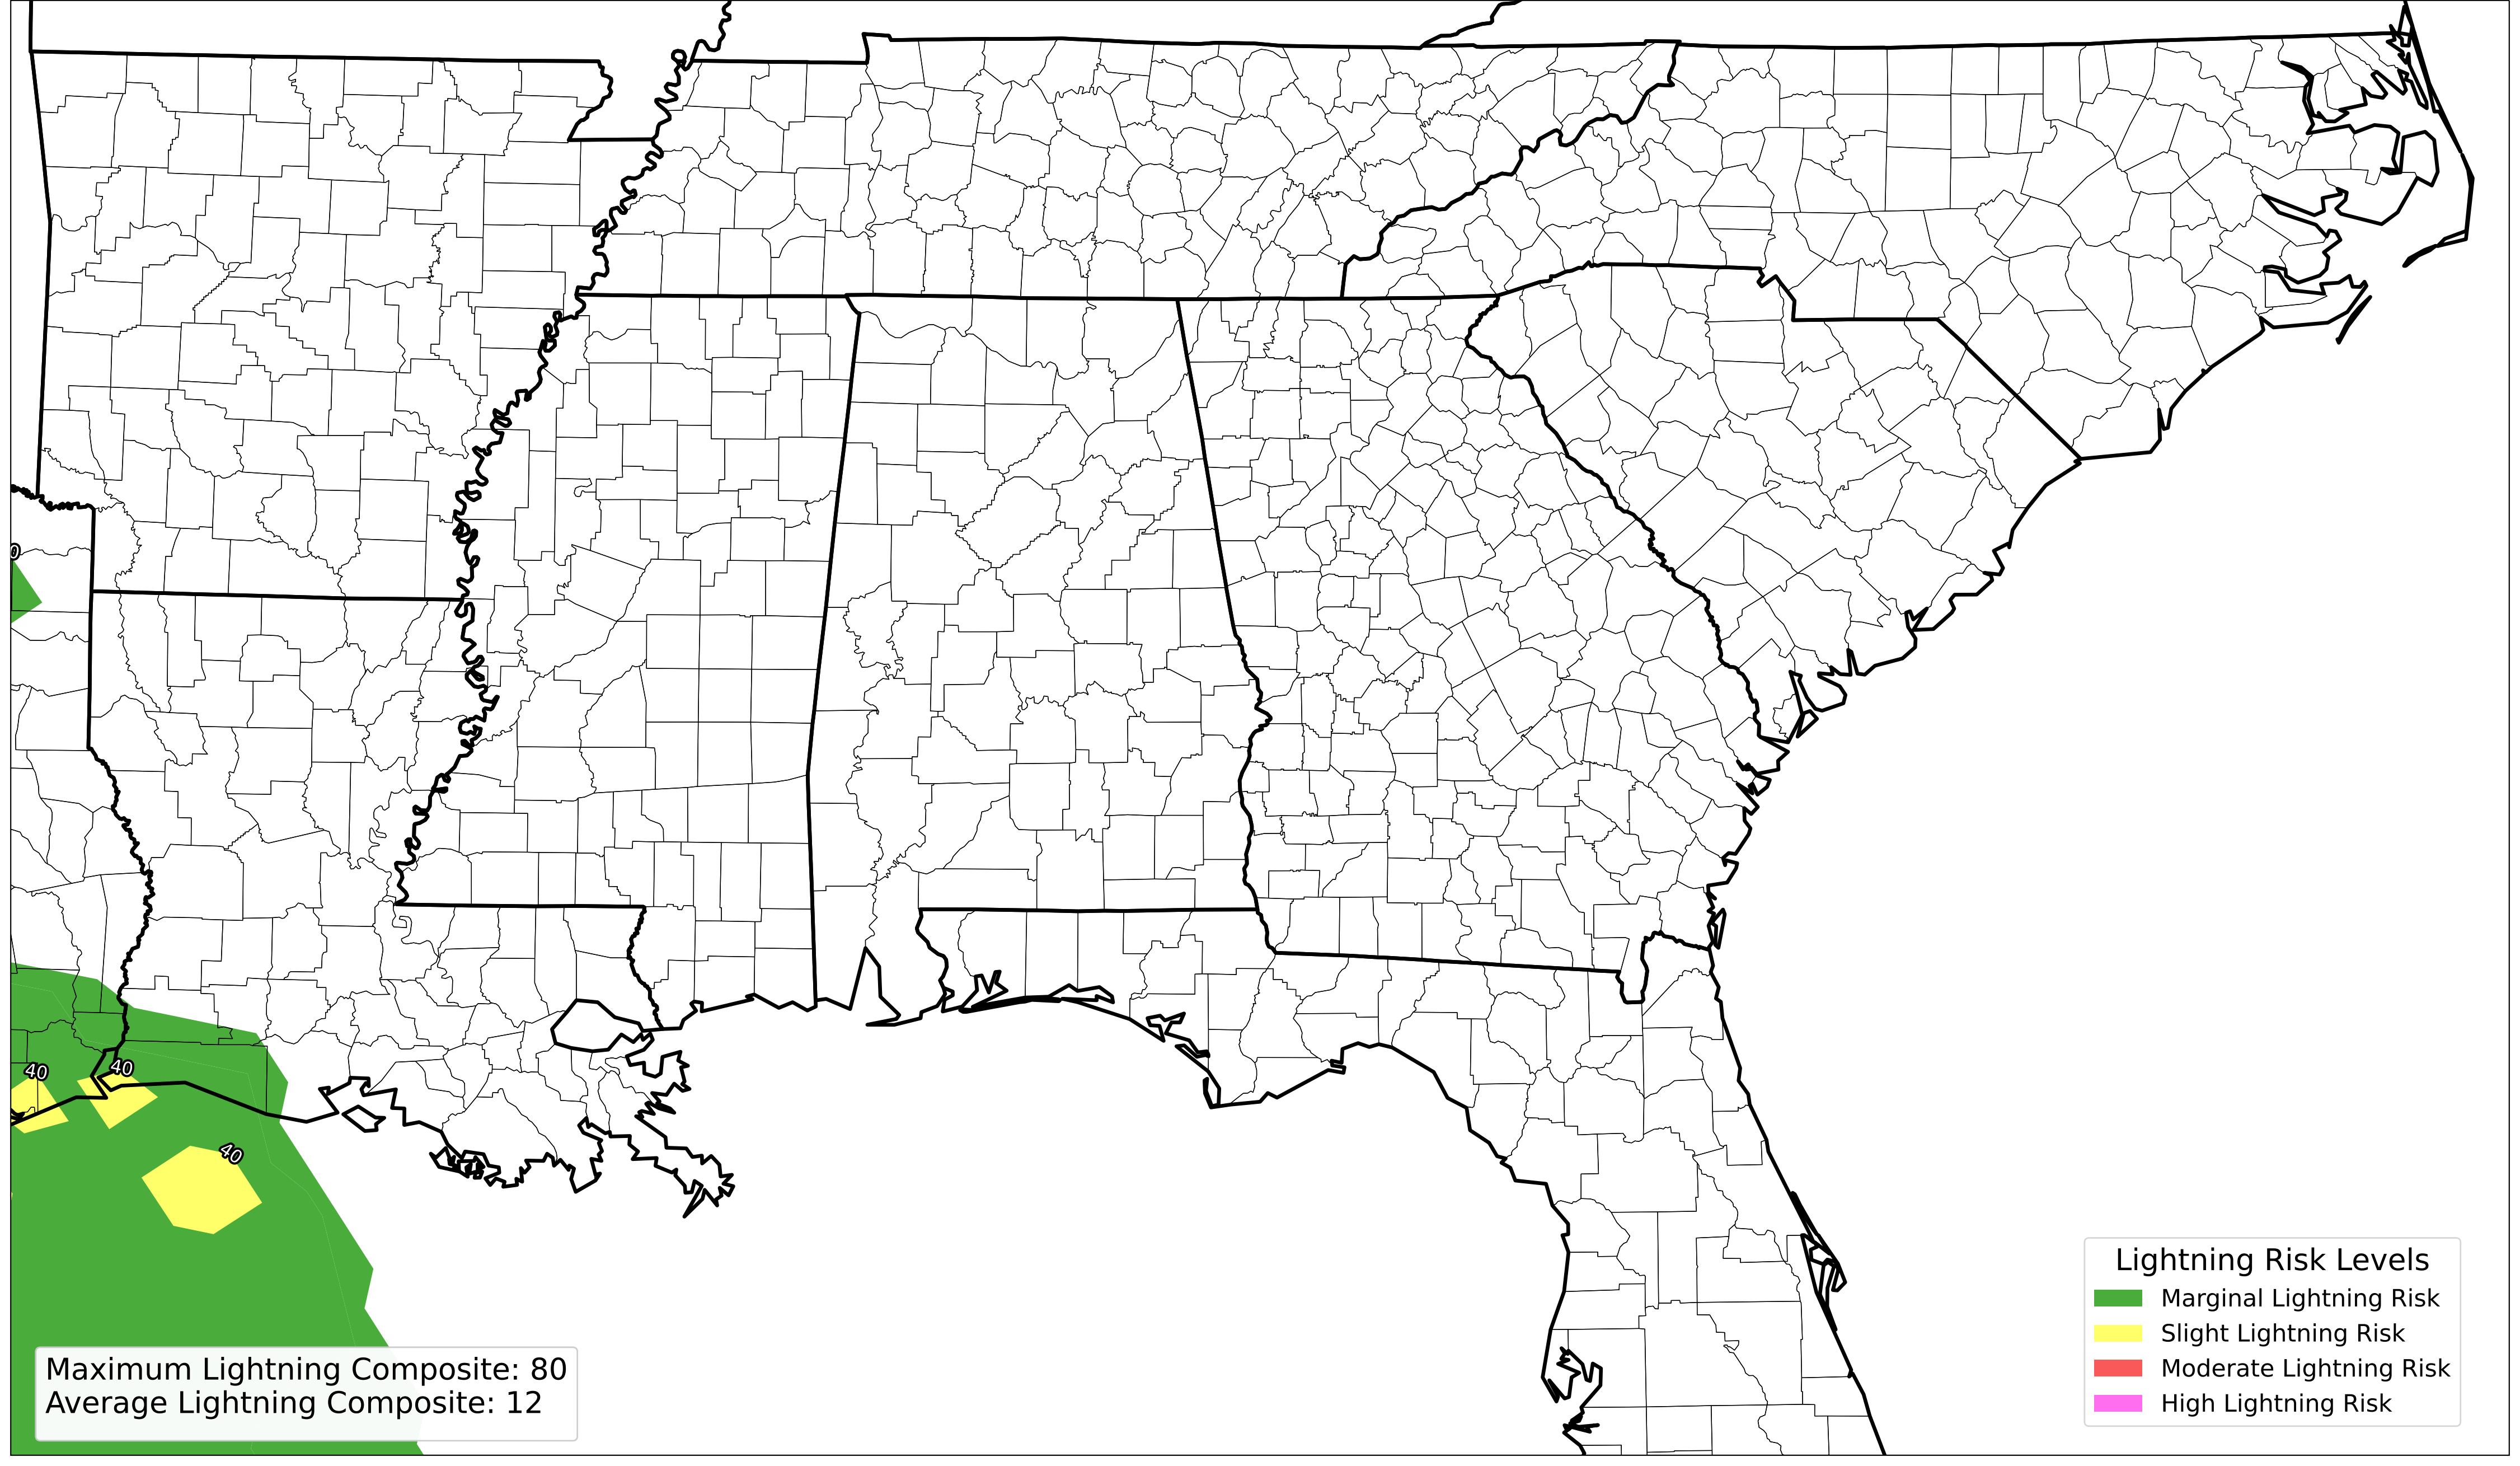 40
40
40
Maximum Lightning Composite: 80
Average Lightning Composite: 12
Lightning Risk Levels
Marginal Lightning Risk
Slight Lightning Risk
Moderate Lightning Risk
High Lightning Risk